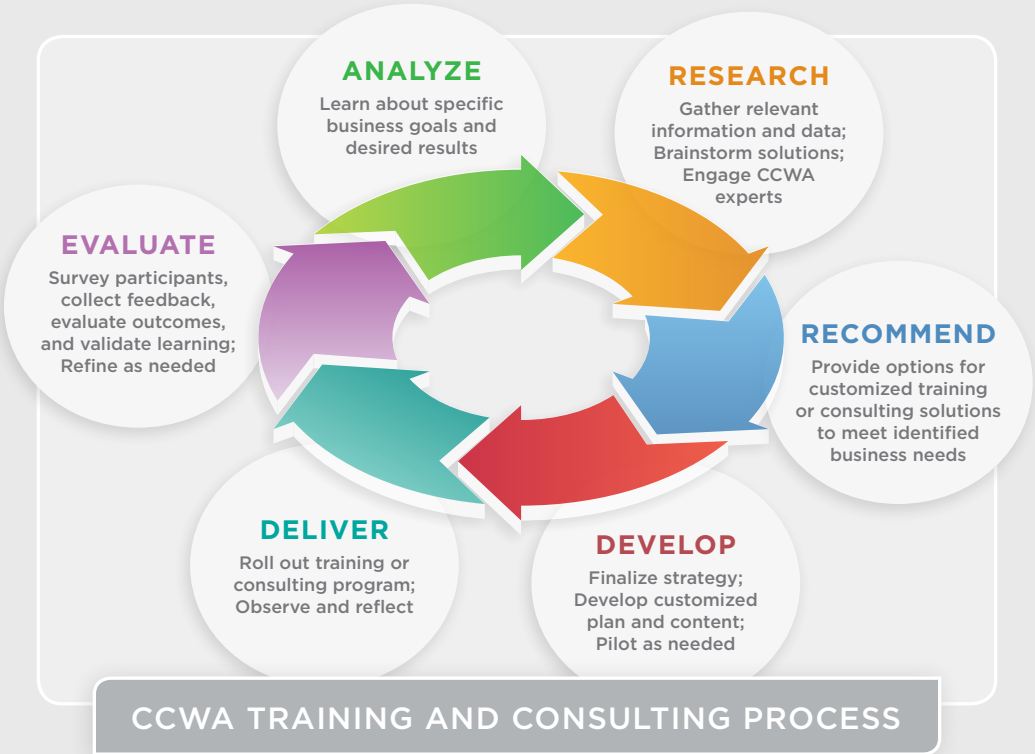 ANALYZE
Learn about specific
business goals and
desired results
RESEARCH
Gather relevant
information and data;
Brainstorm solutions;
Engage CCWA
experts
RECOMMEND
Provide options for
customized training
or consulting solutions
to meet identified
business needs
DEVELOP
Finalize strategy;
Develop customized
plan and content;
Pilot as needed
DELIVER
Roll out training or
consulting program;
Observe and reflect
EVALUATE
Survey participants,
collect feedback,
evaluate outcomes,
and validate learning;
Refine as needed
CCWA TRAINING AND CONSULTING PROCESS